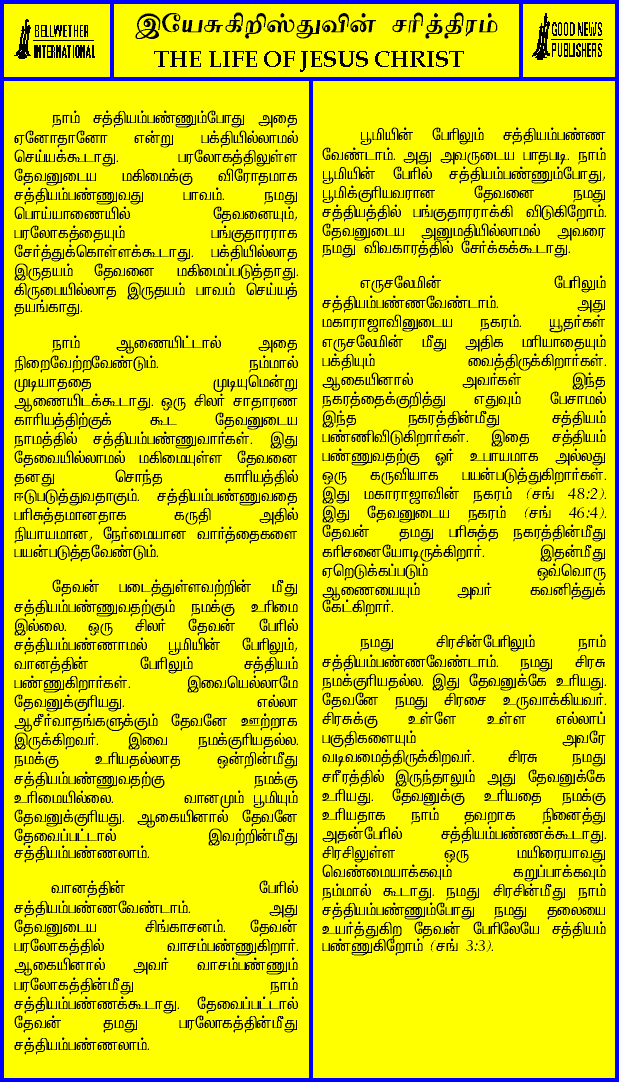 BELLWETHER
INTERNATIONAL
இயேசுகிறிஸ்துவின் சரித்திரம்
THE LIFE OF JESUS CHRIST
GOOD NEWS
PUBLISHERS
நாம் சத்தியம்பண்ணும்போது அதை
ஏனோதானோ என்று பக்தியில்லாமல்
செய்யக்கூடாது. பரலோகத்திலுள்ள
தேவனுடைய மகிமைக்கு விரோதமாக
சத்தியம்பண்ணுவது பாவம். நமது
பொய்யாணையில் தேவனையும்,
பரலோகத்தையும் பங்குதாரராக
சேர்த்துக்கொள்ளக்கூடாது. பக்தியில்லாத
இருதயம் தேவனை மகிமைப்படுத்தாது.
கிருபையில்லாத இருதயம் பாவம் செய்யத்
தயங்காது.
நாம் ஆணையிட்டால் அதை
நிறைவேற்றவேண்டும். நம்மால்
முடியாததை முடியுமென்று
ஆணையிடக்கூடாது. ஒரு சிலர் சாதாரண
காரியத்திற்குக் கூட தேவனுடைய
நாமத்தில் சத்தியம்பண்ணுவார்கள். இது
தேவையில்லாமல் மகிமையுள்ள தேவனை
தனது சொந்த காரியத்தில்
ஈடுபடுத்துவதாகும். சத்தியம்பண்ணுவதை
பரிசுத்தமானதாக கருதி அதில்
நியாயமான, நேர்மையான வார்த்தைகளை
பயன்படுத்தவேண்டும்.
தேவன் படைத்துள்ளவற்றின் மீது
சத்தியம்பண்ணுவதற்கும் நமக்கு உரிமை
இல்லை. ஒரு சிலர் தேவன் பேரில்
சத்தியம்பண்ணாமல் பூமியின் பேரிலும்,
வானத்தின் பேரிலும் சத்தியம்
பண்ணுகிறார்கள். இவையெல்லாமே
தேவனுக்குரியது. எல்லா
ஆசீர்வாதங்களுக்கும் தேவனே ஊற்றாக
இருக்கிறவர். இவை நமக்குரியதல்ல.
நமக்கு உரியதல்லாத ஒன்றின்மீது
சத்தியம்பண்ணுவதற்கு நமக்கு
உரிமையில்லை. வானமும் பூமியும்
தேவனுக்குரியது. ஆகையினால் தேவனே
தேவைப்பட்டால் இவற்றின்மீது
சத்தியம்பண்ணலாம்.
வானத்தின் பேரில்
சத்தியம்பண்ணவேண்டாம். அது
தேவனுடைய சிங்காசனம். தேவன்
பரலோகத்தில் வாசம்பண்ணுகிறார்.
ஆகையினால் அவர் வாசம்பண்ணும்
பரலோகத்தின்மீது நாம்
சத்தியம்பண்ணக்கூடாது. தேவைப்பட்டால்
தேவன் தமது பரலோகத்தின்மீது
சத்தியம்பண்ணலாம்.
பூமியின் பேரிலும் சத்தியம்பண்ண
வேண்டாம். அது அவருடைய பாதபடி. நாம்
பூமியின் பேரில் சத்தியம்பண்ணும்போது,
பூமிக்குரியவரான தேவனை நமது
சத்தியத்தில் பங்குதாரராக்கி விடுகிறோம்.
தேவனுடைய அனுமதியில்லாமல் அவரை
நமது விவகாரத்தில் சேர்க்கக்கூடாது.
எருசலேமின் பேரிலும்
சத்தியம்பண்ணவேண்டாம். அது
மகாராஜாவினுடைய நகரம். யூதர்கள்
எருசலேமின் மீது அதிக மரியாதையும்
பக்தியும் வைத்திருக்கிறார்கள்.
ஆகையினால் அவர்கள் இந்த
நகரத்தைக்குறித்து எதுவும் பேசாமல்
இந்த நகரத்தின்மீது சத்தியம்
பண்ணிவிடுகிறார்கள். இதை சத்தியம்
பண்ணுவதற்கு ஓர் உபாயமாக அல்லது
ஒரு கருவியாக பயன்படுத்துகிறார்கள்.
இது மகாராஜாவின் நகரம் (சங் 48:2).
இது தேவனுடைய நகரம் (சங் 46:4).
தேவன் தமது பரிசுத்த நகரத்தின்மீது
கரிசனையோடிருக்கிறார். இதன்மீது
ஏறெடுக்கப்படும் ஒவ்வொரு
ஆணையையும் அவர் கவனித்துக்
கேட்கிறார்.
நமது சிரசின்பேரிலும் நாம்
சத்தியம்பண்ணவேண்டாம். நமது சிரசு
நமக்குரியதல்ல. இது தேவனுக்கே உரியது.
தேவனே நமது சிரசை உருவாக்கியவர்.
சிரசுக்கு உள்ளே உள்ள எல்லாப்
பகுதிகளையும் அவரே
வடிவமைத்திருக்கிறவர். சிரசு நமது
சரீரத்தில் இருந்தாலும் அது தேவனுக்கே
உரியது. தேவனுக்கு உரியதை நமக்கு
உரியதாக நாம் தவறாக நினைத்து
அதன்பேரில் சத்தியம்பண்ணக்கூடாது.
சிரசிலுள்ள ஒரு மயிரையாவது
வெண்மையாக்கவும் கறுப்பாக்கவும்
நம்மால் கூடாது. நமது சிரசின்மீது நாம்
சத்தியம்பண்ணும்போது நமது தலையை
உயர்த்துகிற தேவன் பேரிலேயே சத்தியம்
பண்ணுகிறோம் (சங் 3:3).